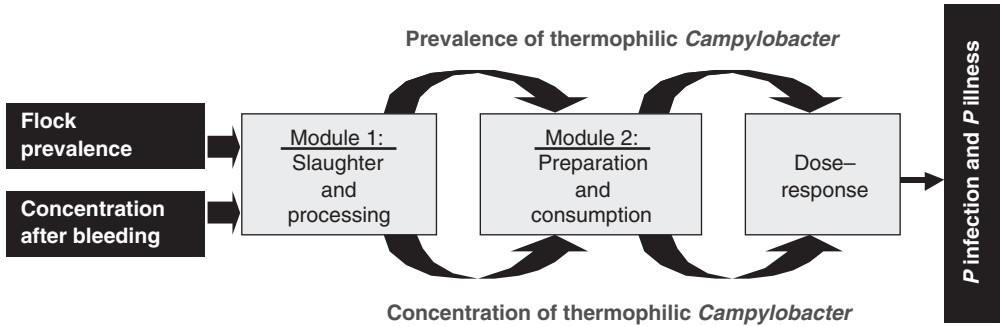 Prevalence of thermophilic Campylobacter
Flock
prevalence
Concentration
after bleeding
Module 1:
Slaughter
and
processing
Module 2:
Preparation
and
consumption
Dose–
response
P infection and P illness
Concentration of thermophilic Campylobacter